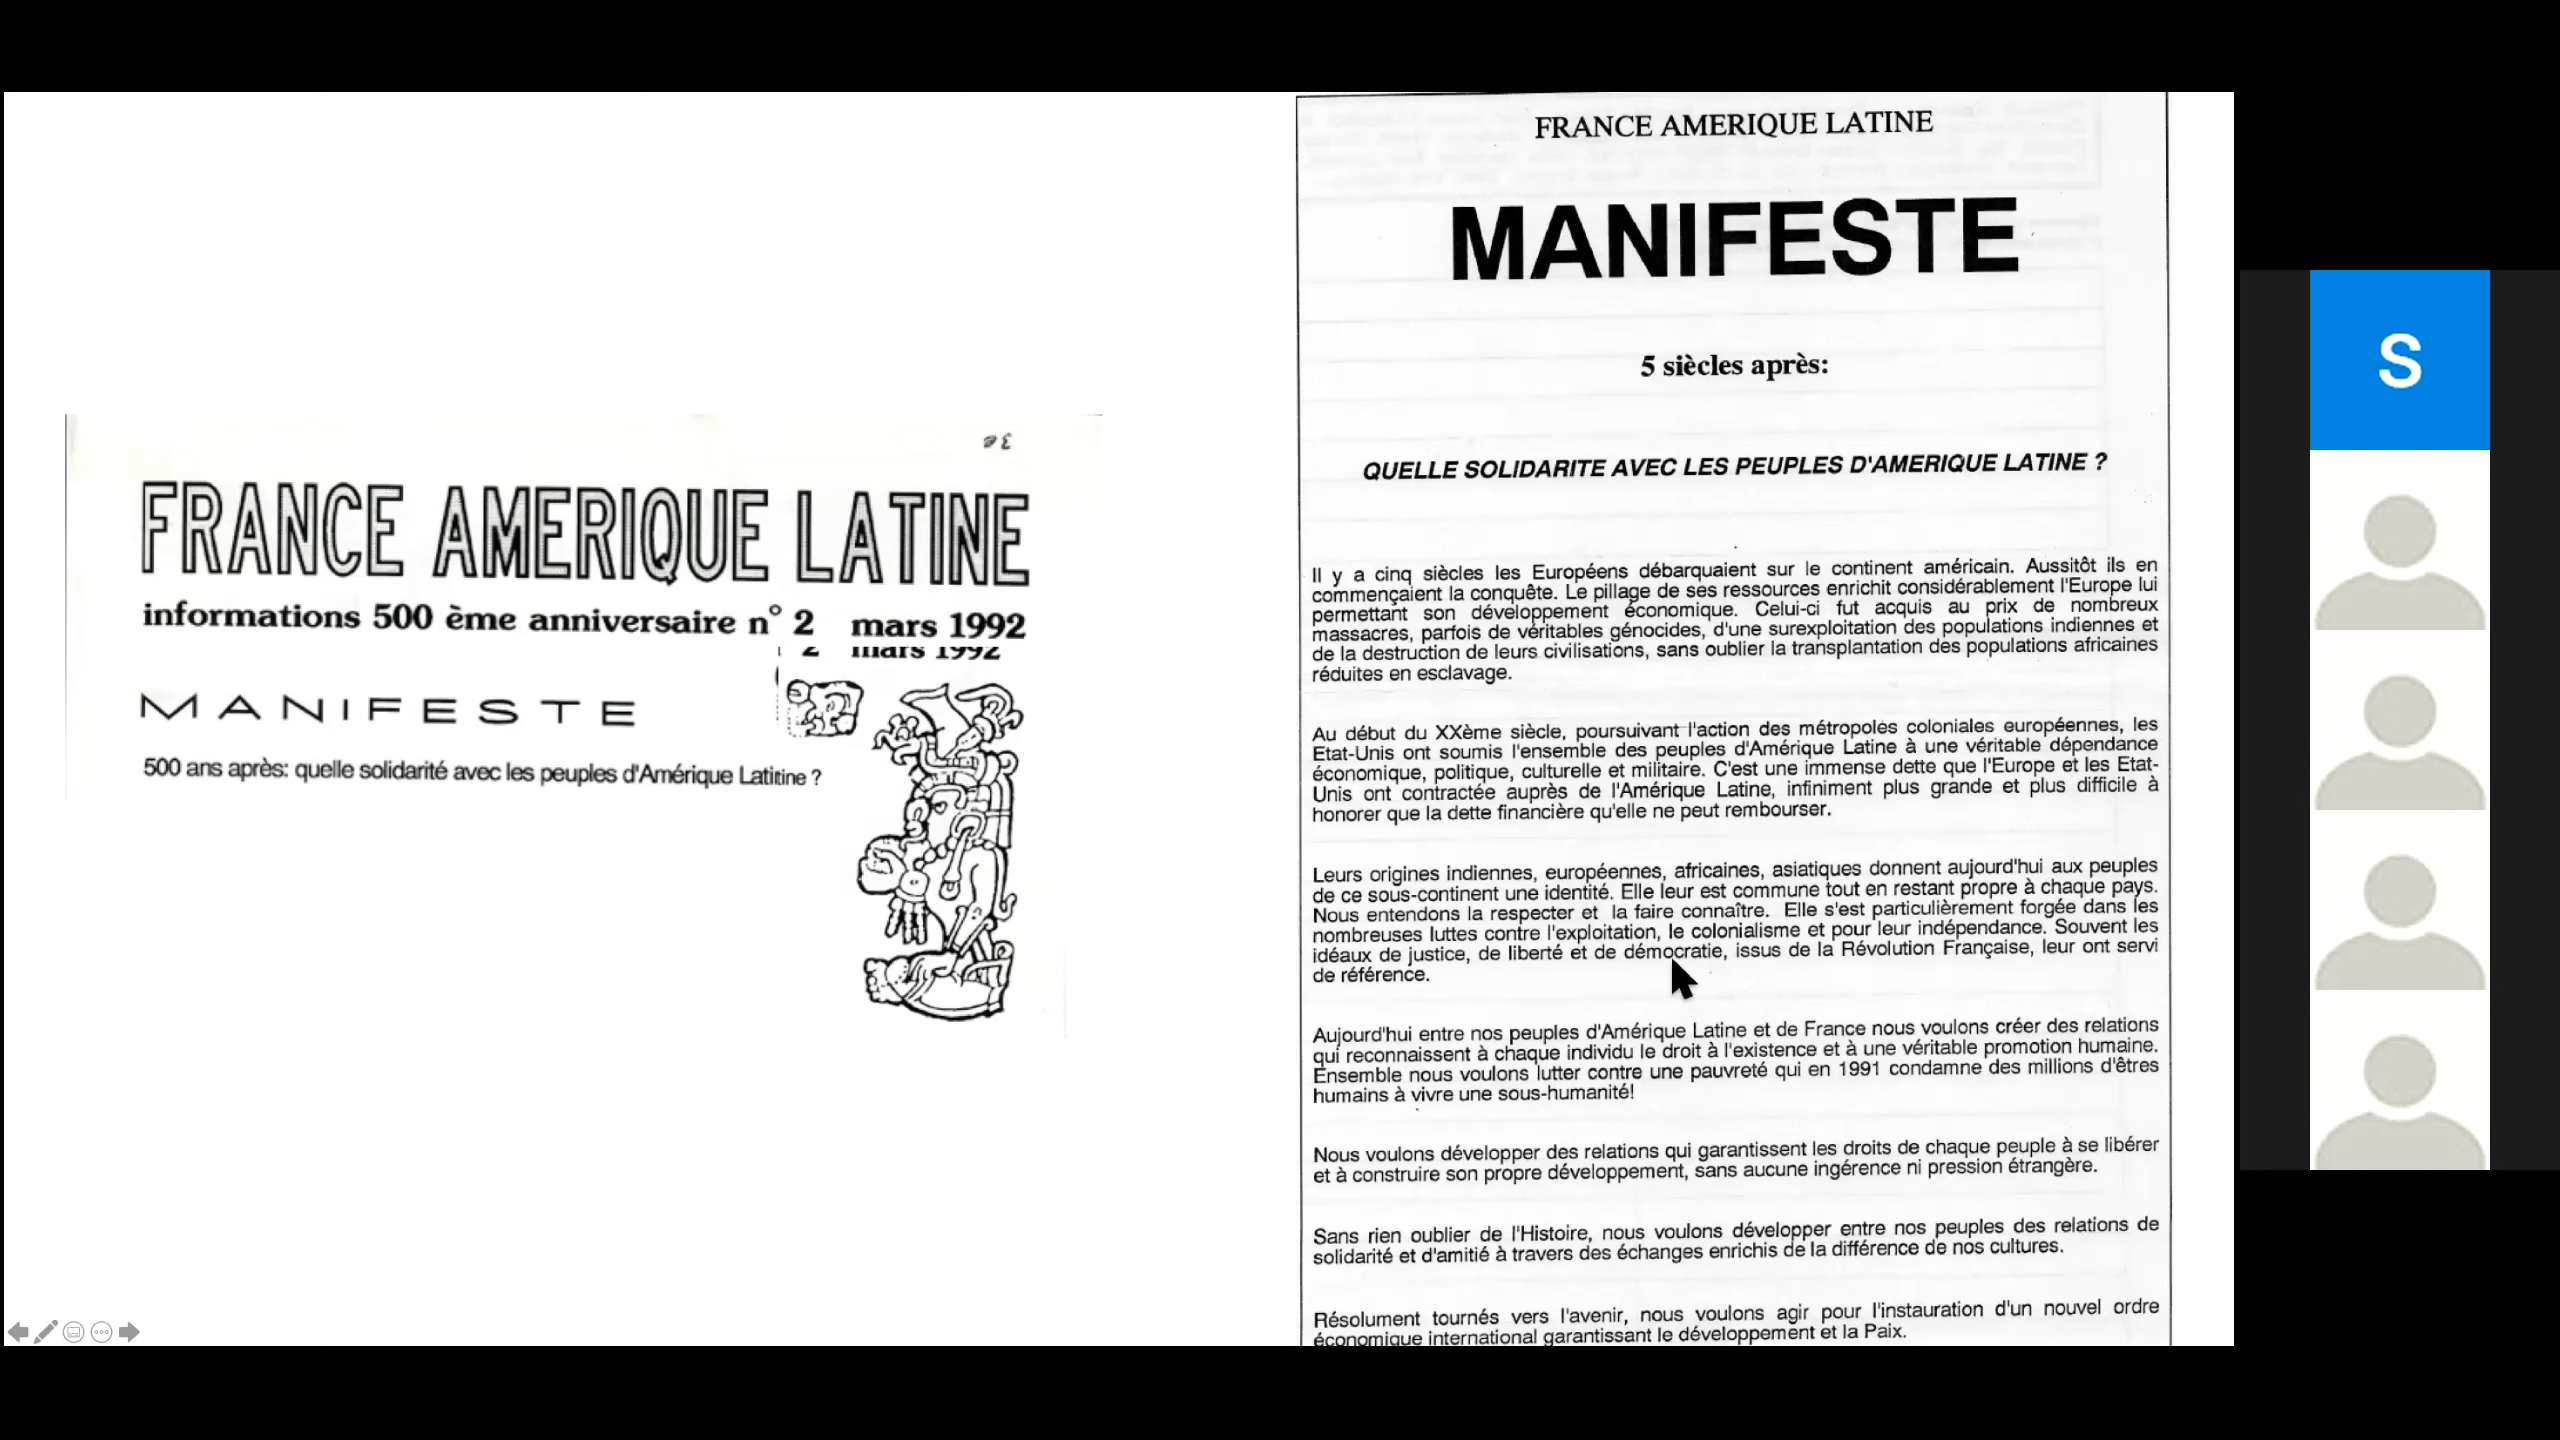 FRANCE AMERIQUE LATINE
informations 500 ème anniversaire n° 2 mars 1992
2 mars 1992
MANIFESTE
500 ans après: quelle solidarité avec les peuples d'Amérique Latitine ?
FRANCE AMERIQUE LATINE
MANIFESTE
5 siècles après:
QUELLE SOLIDARITE AVEC LES PEUPLES D'AMERIQUE LATINE ?
Il y a cinq siècles les Européens débarquaient sur le continent américain. Aussitôt ils en
commençaient la conquête. Le pillage de ses ressources enrichit considérablement l'Europe lui
permettant son développement économique. Celui-ci fut acquis au prix de nombreux
massacres, parfois de véritables génocides, d'une surexploitation des populations indiennes et
de la destruction de leurs civilisations, sans oublier la transplantation des populations africaines
réduites en esclavage.
Au début du XXème siècle, poursuivant l'action des métropoles coloniales européennes, les
Etat-Unis ont soumis l'ensemble des peuples d'Amérique Latine à une véritable dépendance
économique, politique, culturelle et militaire. C'est une immense dette que l'Europe et les Etat-
Unis ont contractée auprès de l'Amérique Latine, infiniment plus grande et plus difficile à
honorer que la dette financière qu'elle ne peut rembourser.
Leurs origines indiennes, européennes, africaines, asiatiques donnent aujourd'hui aux peuples
de ce sous-continent une identité. Elle leur est commune tout en restant propre à chaque pays.
Nous entendons la respecter et la faire connaître. Elle s'est particulièrement forgée dans les
nombreuses luttes contre l'exploitation, le colonialisme et pour leur indépendance. Souvent les
idéaux de justice, de liberté et de démocratie, issus de la Révolution Française, leur ont servi
de référence.
Aujourd'hui entre nos peuples d'Amérique Latine et de France nous voulons créer des relations
qui reconnaissent à chaque individu le droit à l'existence et à une véritable promotion humaine.
Ensemble nous voulons lutter contre une pauvreté qui en 1991 condamne des millions d'êtres
humains à vivre une sous-humanité!
Nous voulons développer des relations qui garantissent les droits de chaque peuple à se libérer
et à construire son propre développement, sans aucune ingérence ni pression étrangère.
Sans rien oublier de l'Histoire, nous voulons développer entre nos peuples des relations de
solidarité et d'amitié à travers des échanges enrichis de la différence de nos cultures.
Résolument tournés vers l'avenir, nous voulons agir pour l'instauration d'un nouvel ordre
économique international garantissant le développement et la Paix.
S